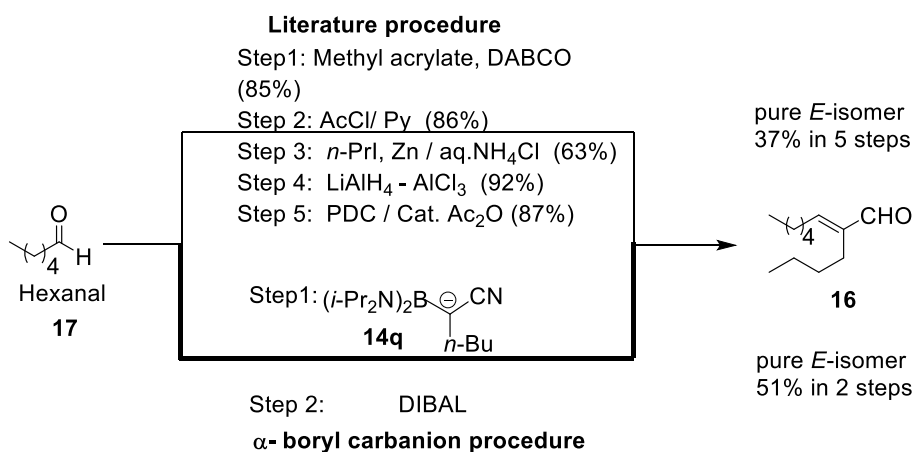 Literature procedure
Step1: Methyl acrylate, DABCO
(85%)
Step 2: AcCl/ Py (86%)
Step 3: n-PrI, Zn / aq.NH4Cl (63%)
Step 4: LiAlH4 - AlCl3 (92%)
Step 5: PDC / Cat. Ac2O (87%)
pure E-isomer
37% in 5 steps
O
H
4
Hexanal
17
Step1: (i-Pr2N)2B ⊖ CN
14q
n-Bu
4 CHO
16
pure E-isomer
51% in 2 steps
Step 2: DIBAL
α- boryl carbanion procedure